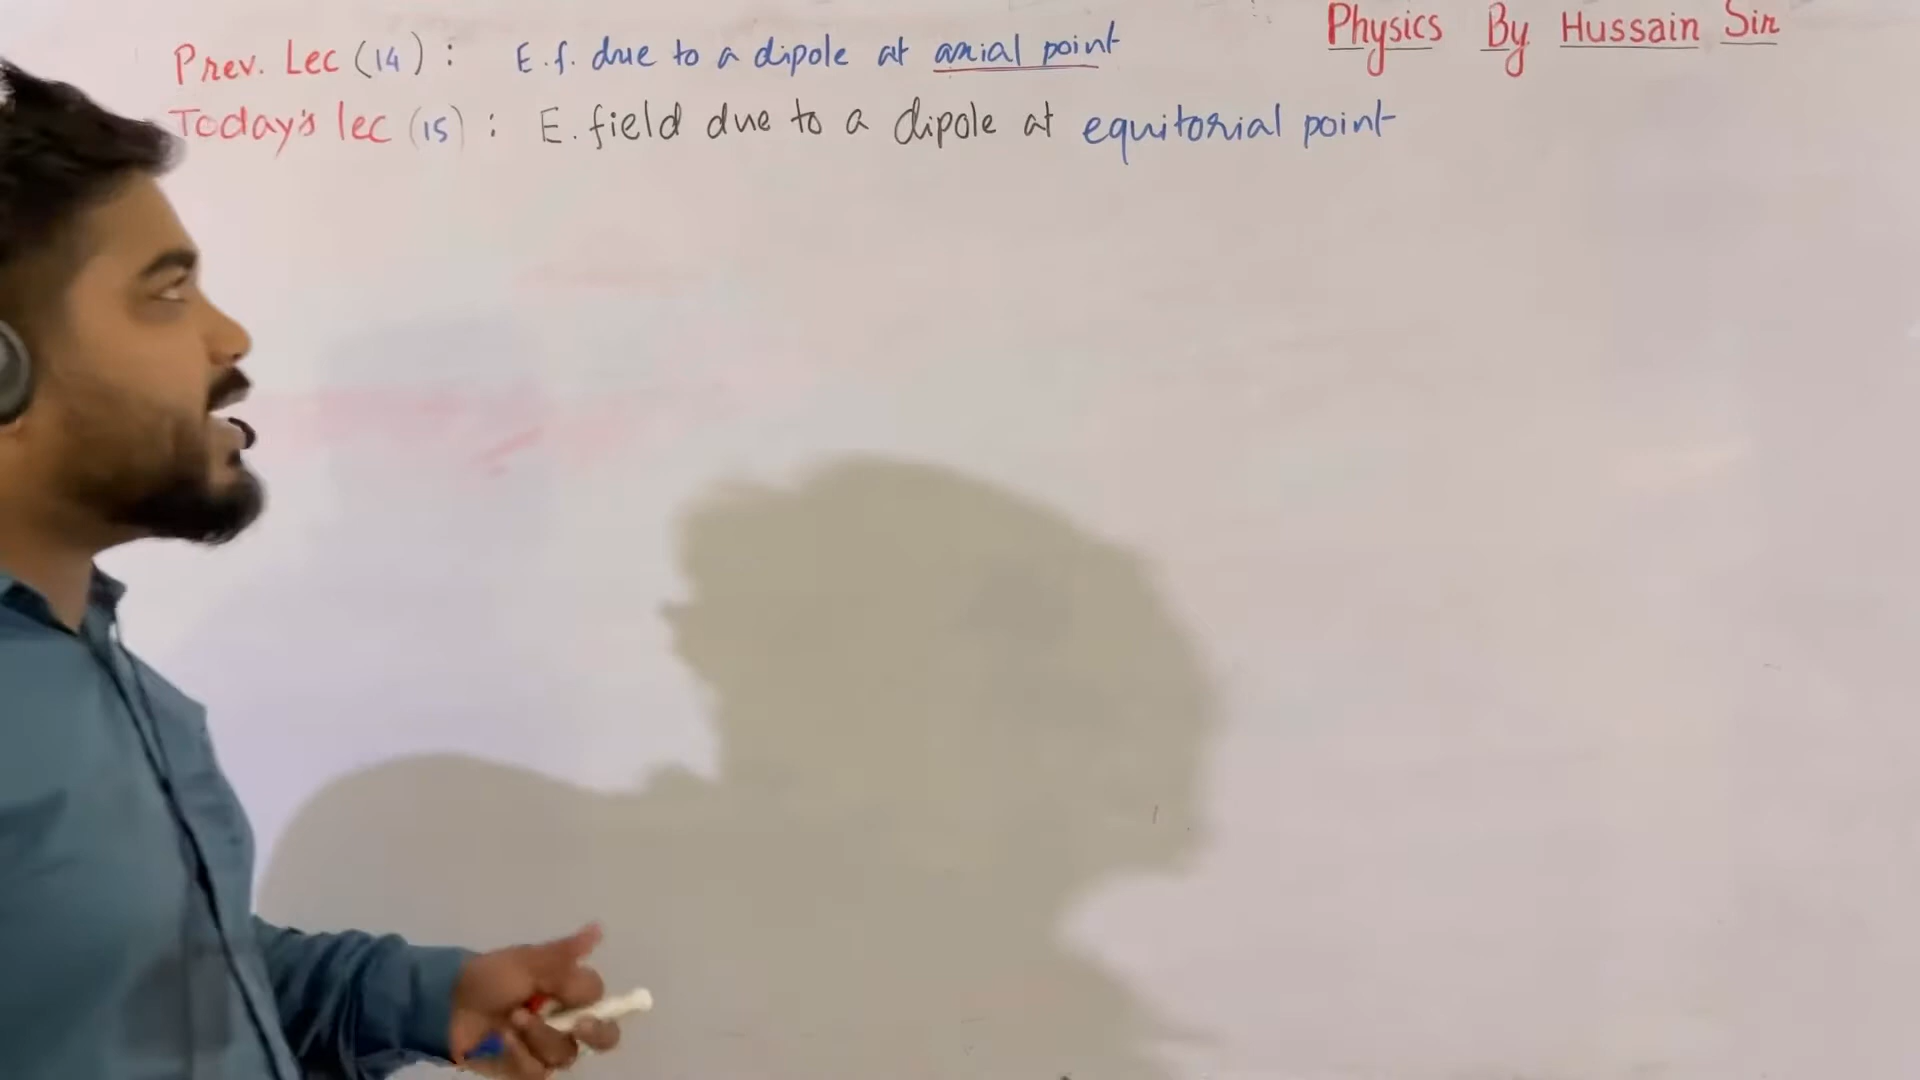 Physics By Hussain Sir
Prev. Lec (14) : E.f. due to a dipole at axial point
Today's lec (15) : E. field due to a dipole at equitorial point